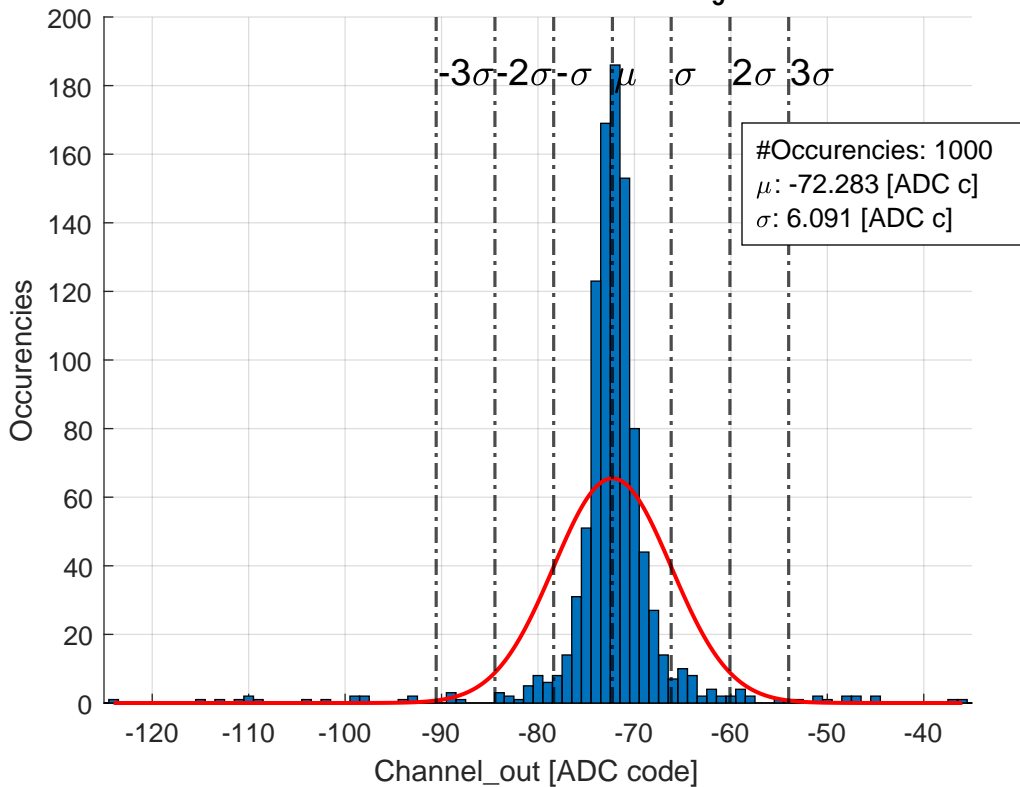 200
180
160
140
120
100
80
60
40
20
0
Occurencies
-3σ -2σ -σ μ σ 2σ 3σ
#Occurencies: 1000
μ: -72.283 [ADC c]
σ: 6.091 [ADC c]
-120 -110 -100 -90 -80 -70 -60 -50 -40
Channel_out [ADC code]